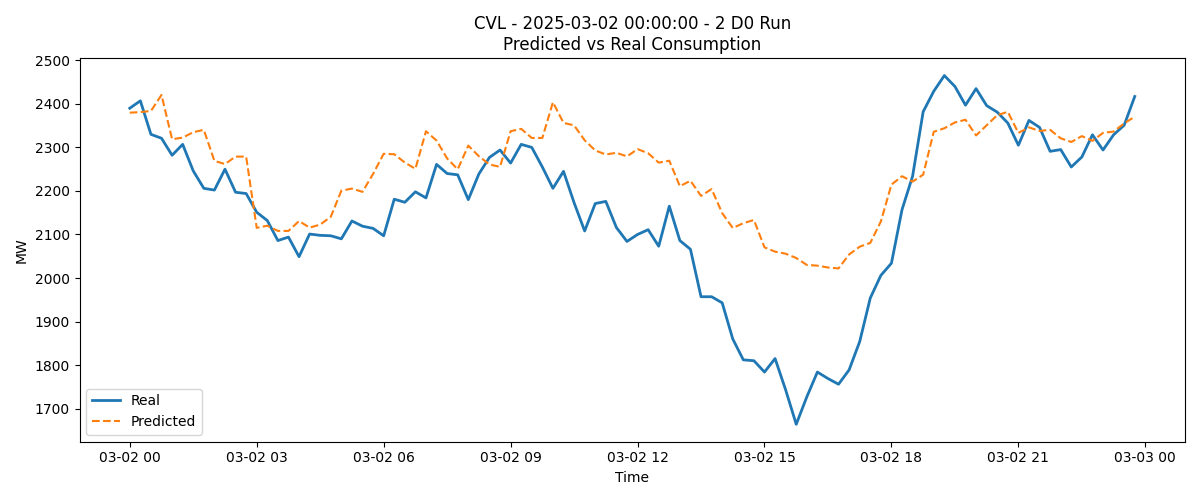 CVL - 2025-03-02 00:00:00 - 2 D0 Run
Predicted vs Real Consumption
MW
2500
2400
2300
2200
2100
2000
1900
1800
1700
Real
Predicted
03-02 00 03-02 03 03-02 06 03-02 09 03-02 12 03-02 15 03-02 18 03-02 21 03-03 00
Time